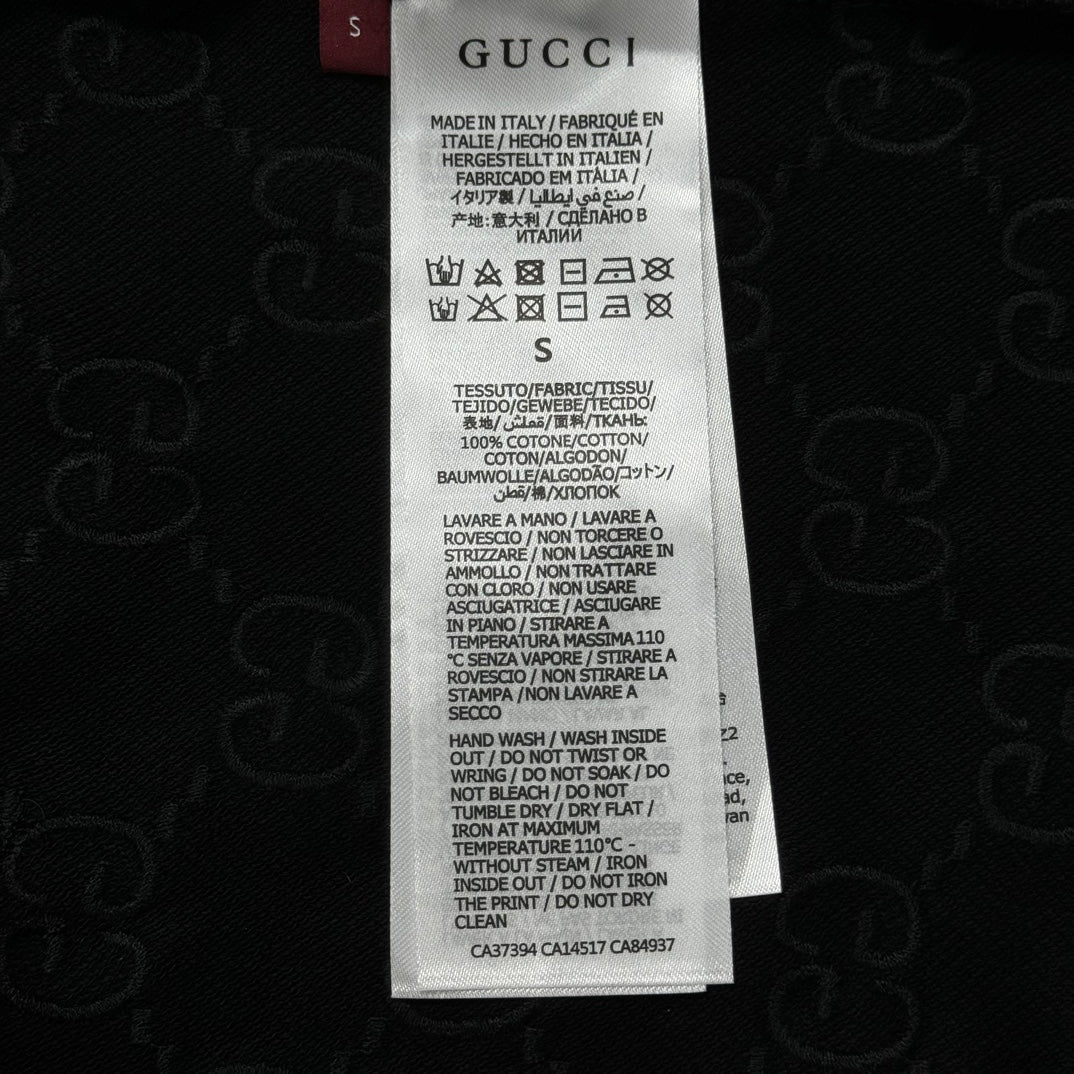 S
GUCCI
MADE IN ITALY / FABRIQUÉ EN
ITALIE / HECHO EN ITALIA /
HERGESTELLT IN ITALIEN /
FABRICADO EM ITÁLIA /
イタリア製 / صنع في ايطاليا /
产地:意大利 / СДЕЛАНО В
ИТАЛИИ
S
TESSUTO/FABRIC/TISSU/
TEJIDO/GEWEBE/TECIDO/
表地/قماش/面料/ТКАНЬ:
100% COTONE/COTTON/
COTON/ALGODON/
BAUMWOLLE/ALGODÃO/コットン/
قطن/棉/ХЛОПОК
LAVARE A MANO / LAVARE A
ROVESCIO / NON TORCERE O
STRIZZARE / NON LASCIARE IN
AMMOLLO / NON TRATTARE
CON CLORO / NON USARE
ASCIUGATRICE / ASCIUGARE
IN PIANO / STIRARE A
TEMPERATURA MASSIMA 110
°C SENZA VAPORE / STIRARE A
ROVESCIO / NON STIRARE LA
STAMPA / NON LAVARE A
SECCO
HAND WASH / WASH INSIDE
OUT / DO NOT TWIST OR
WRING / DO NOT SOAK / DO
NOT BLEACH / DO NOT
TUMBLE DRY / DRY FLAT /
IRON AT MAXIMUM
TEMPERATURE 110°C -
WITHOUT STEAM / IRON
INSIDE OUT / DO NOT IRON
THE PRINT / DO NOT DRY
CLEAN
CA37394 CA14517 CA84937